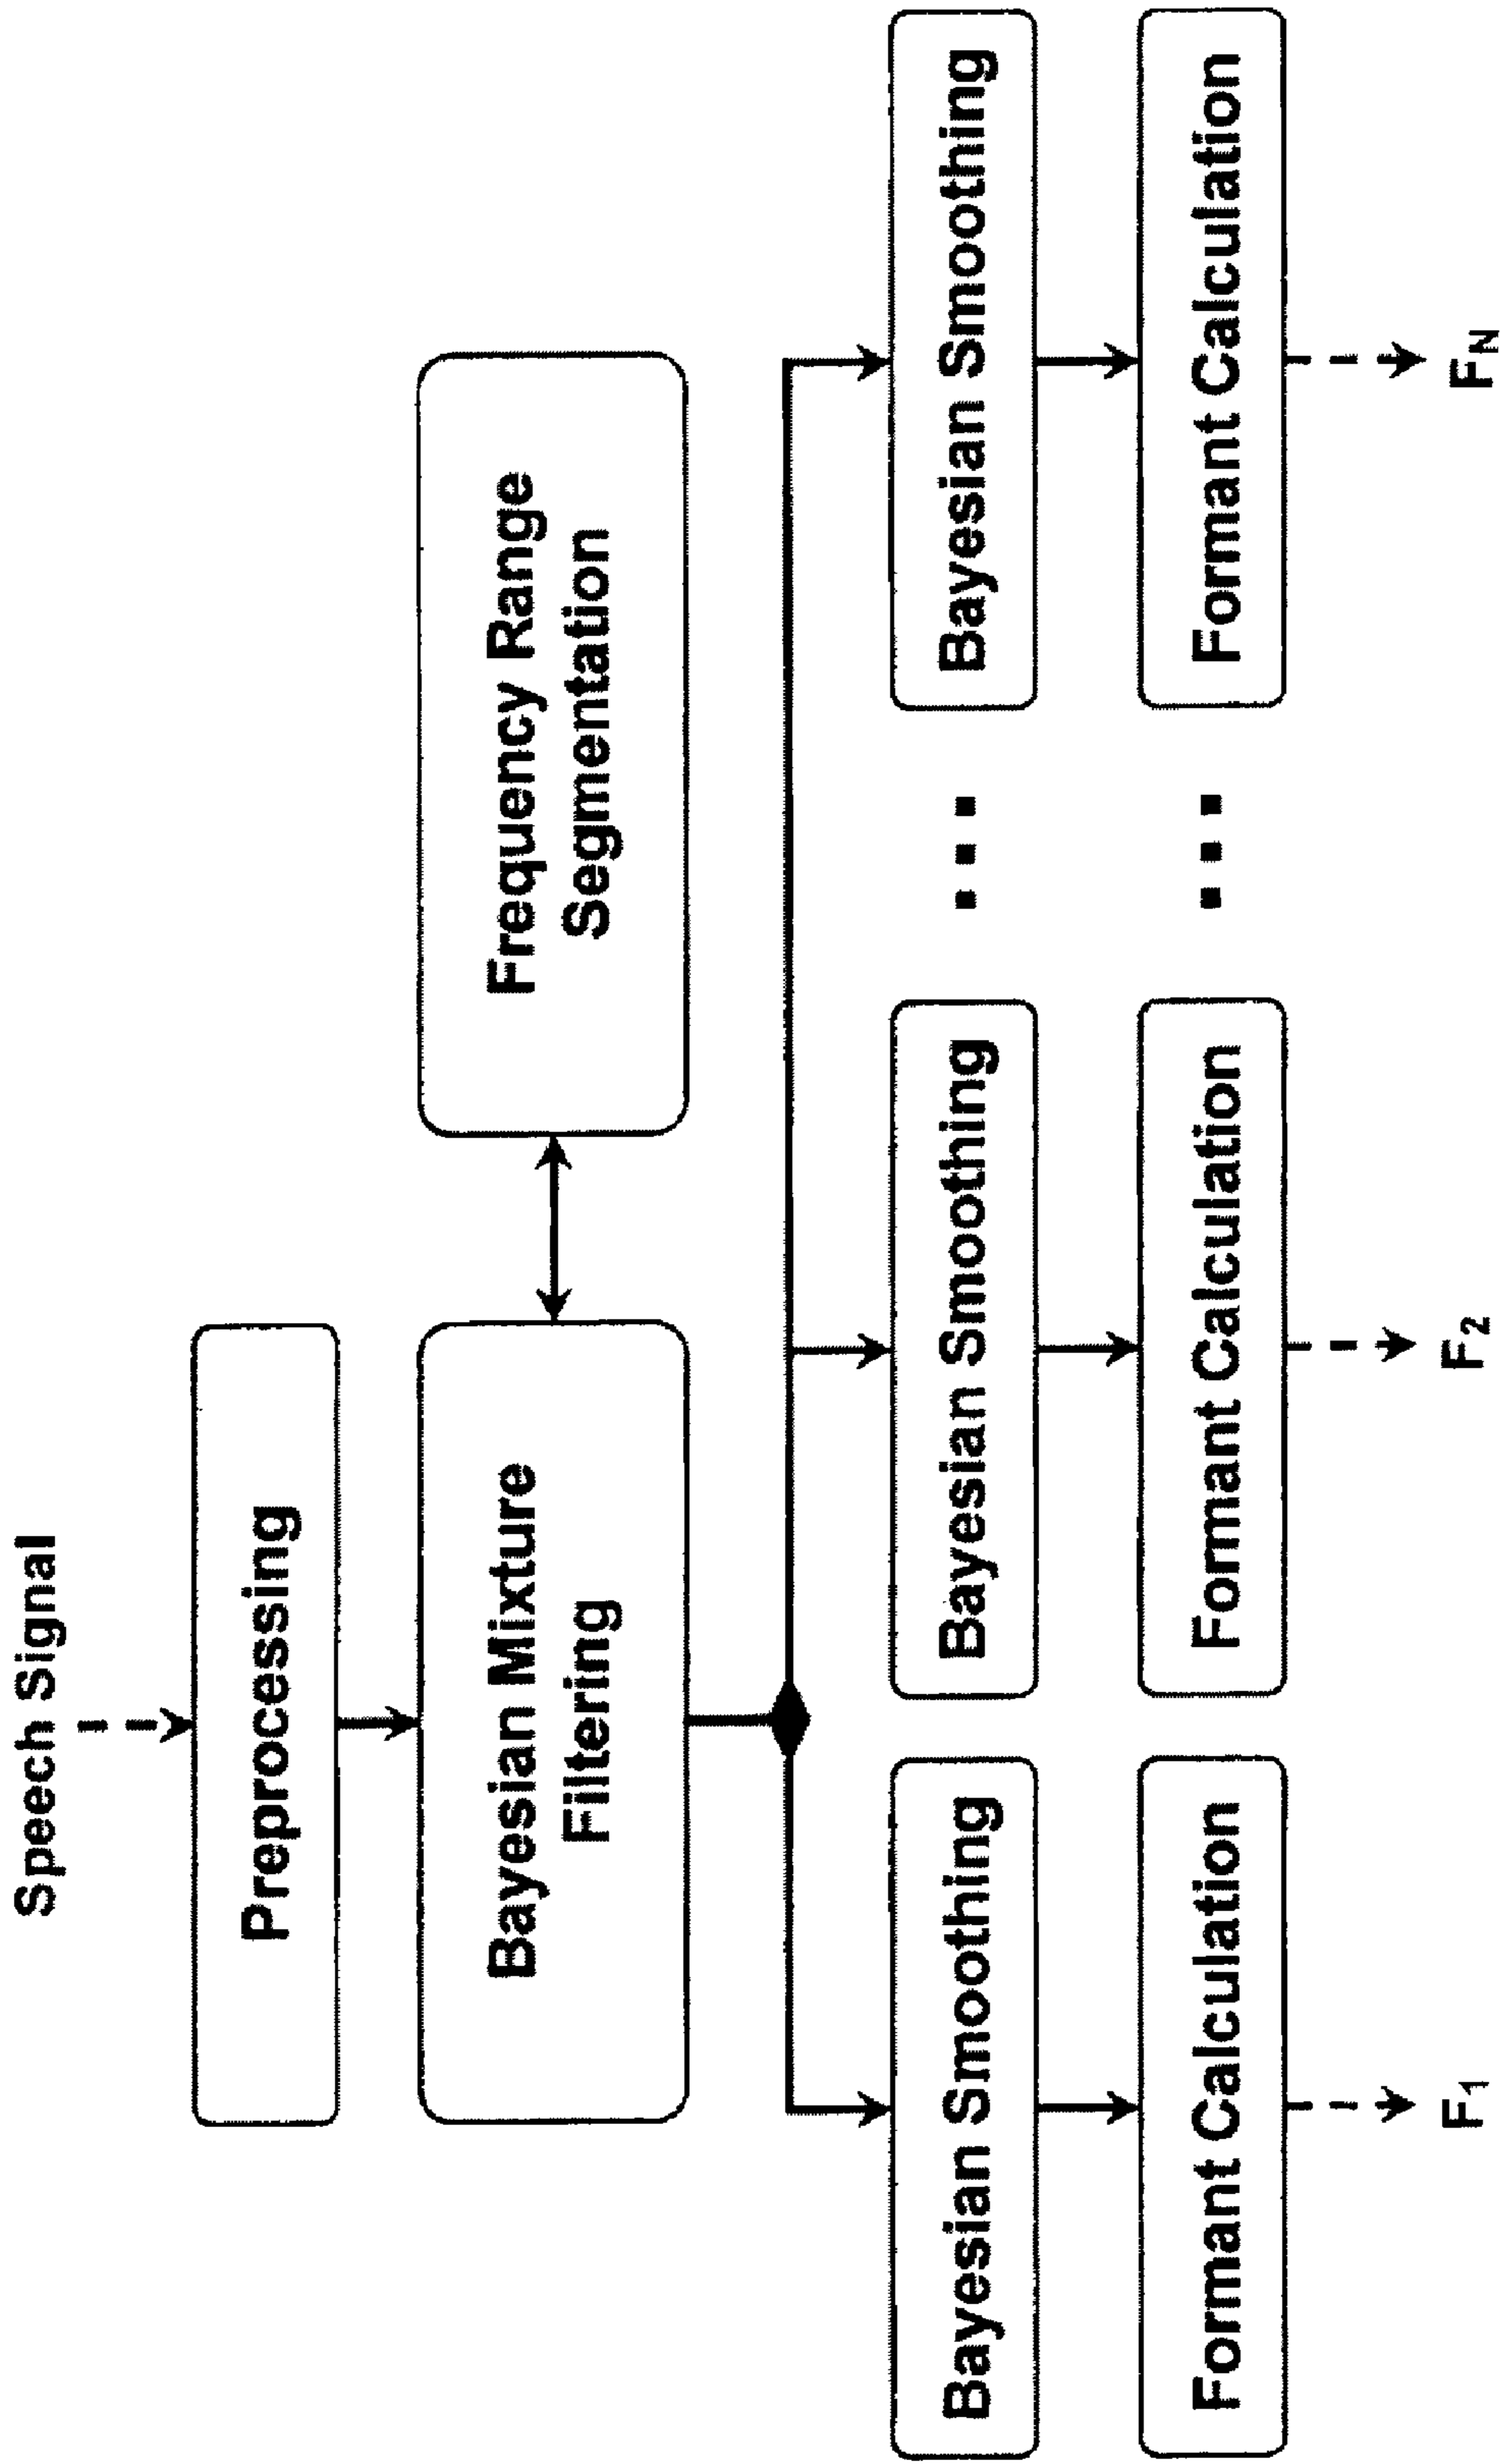 Speech Signal
Preprocessing
Bayesian Mixture
Filtering
Frequency Range
Segmentation
Bayesian Smoothing
Bayesian Smoothing
Bayesian Smoothing
Formant Calculation
Formant Calculation
Formant Calculation
F1
F2
FN